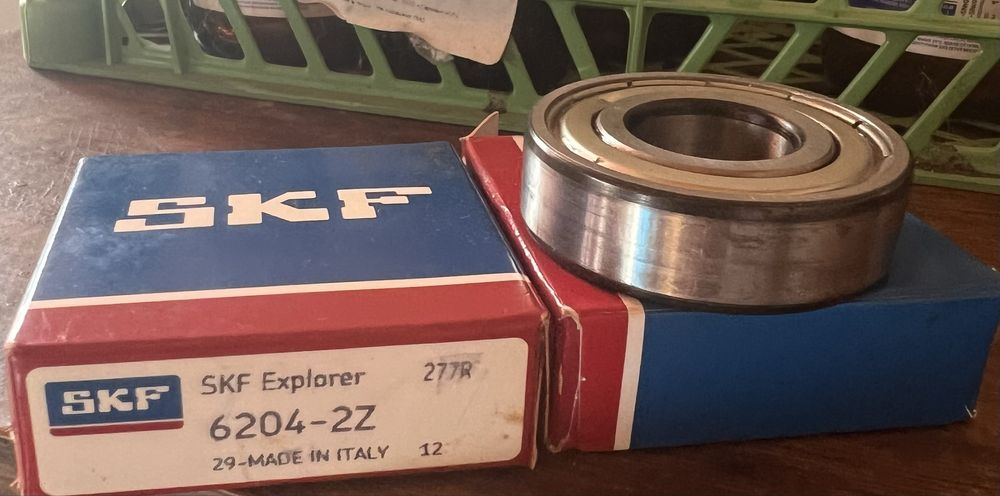 SKF
SKF
SKF Explorer
277R
6204-2Z
29-MADE IN ITALY
12